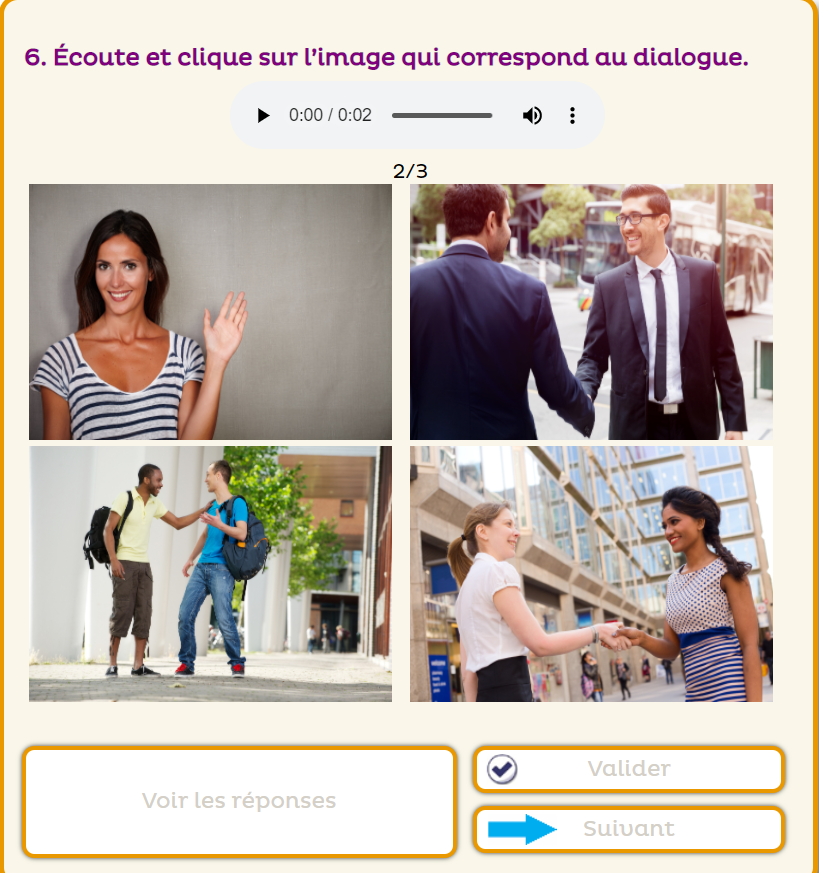 6. Écoute et clique sur l’image qui correspond au dialogue.
0:00 / 0:02
2/3
Voir les réponses
Valider
Suivant